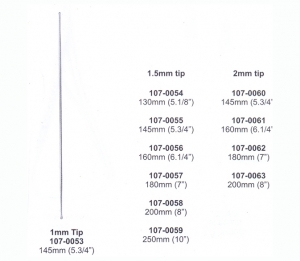 1.5mm tip
107-0054
130mm (5.1/8")
107-0055
145mm (5.3/4")
107-0056
160mm (6.1/4")
107-0057
180mm (7")
107-0058
200mm (8")
107-0059
250mm (10")
2mm tip
107-0060
145mm (5.3/4'
107-0061
160mm (6.1/4'
107-0062
180mm (7")
107-0063
200mm (8")
1mm Tip
107-0053
145mm (5.3/4")